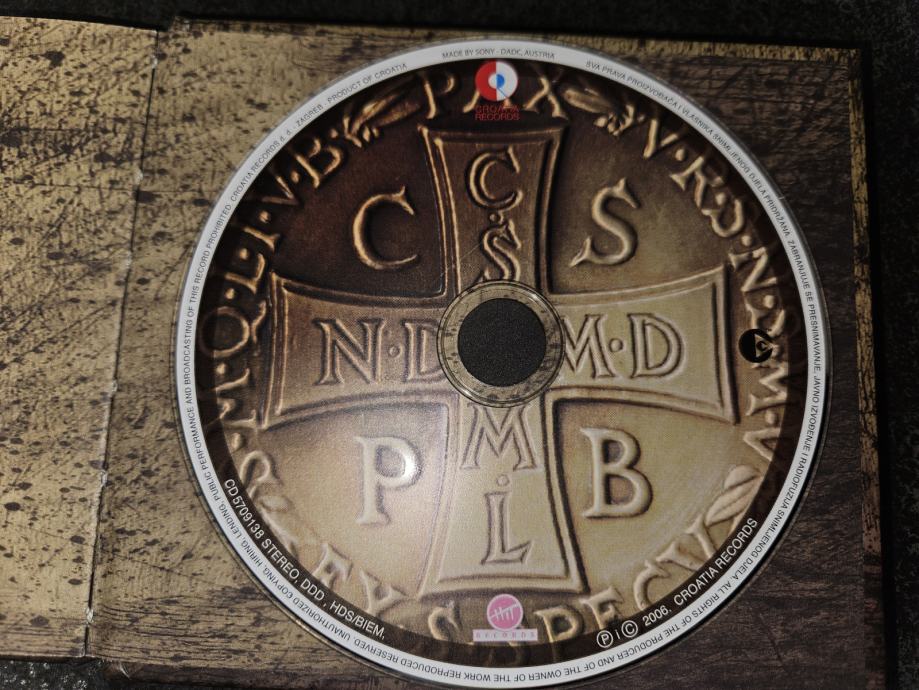 MADE BY SONY - DADC, AUSTRIA
SVA PRAVA PROIZVOĐAČA I VLASNIKA SNIMLJENOG DJELA PRIDRŽANA. ZABRANJUJE SE PRESNIMAVANJE, JAVNO IZVOĐENJE I RADIOFUZIJA SNIMLJENOG DJELA. ALL RIGHTS OF THE PRODUCER AND OF THE OWNER OF THE WORK REPRODUCED RESERVED. UNAUTHORIZED COPYING, HIRING, LENDING, PUBLIC PERFORMANCE AND BROADCASTING OF THIS RECORD PROHIBITED. CROATIA RECORDS d. d. - ZAGREB . PRODUCT OF CROATIA
CROATIA
RECORDS
PAX
V·R·S·N·S·M·V
S·M·Q·L·I·V·B
C S
C·S
N·D M·D
P B
M·L
CD 5709138 STEREO, DDD , HDS/BIEM,
HIT
RECORDS
Ⓟ I © 2006. CROATIA RECORDS